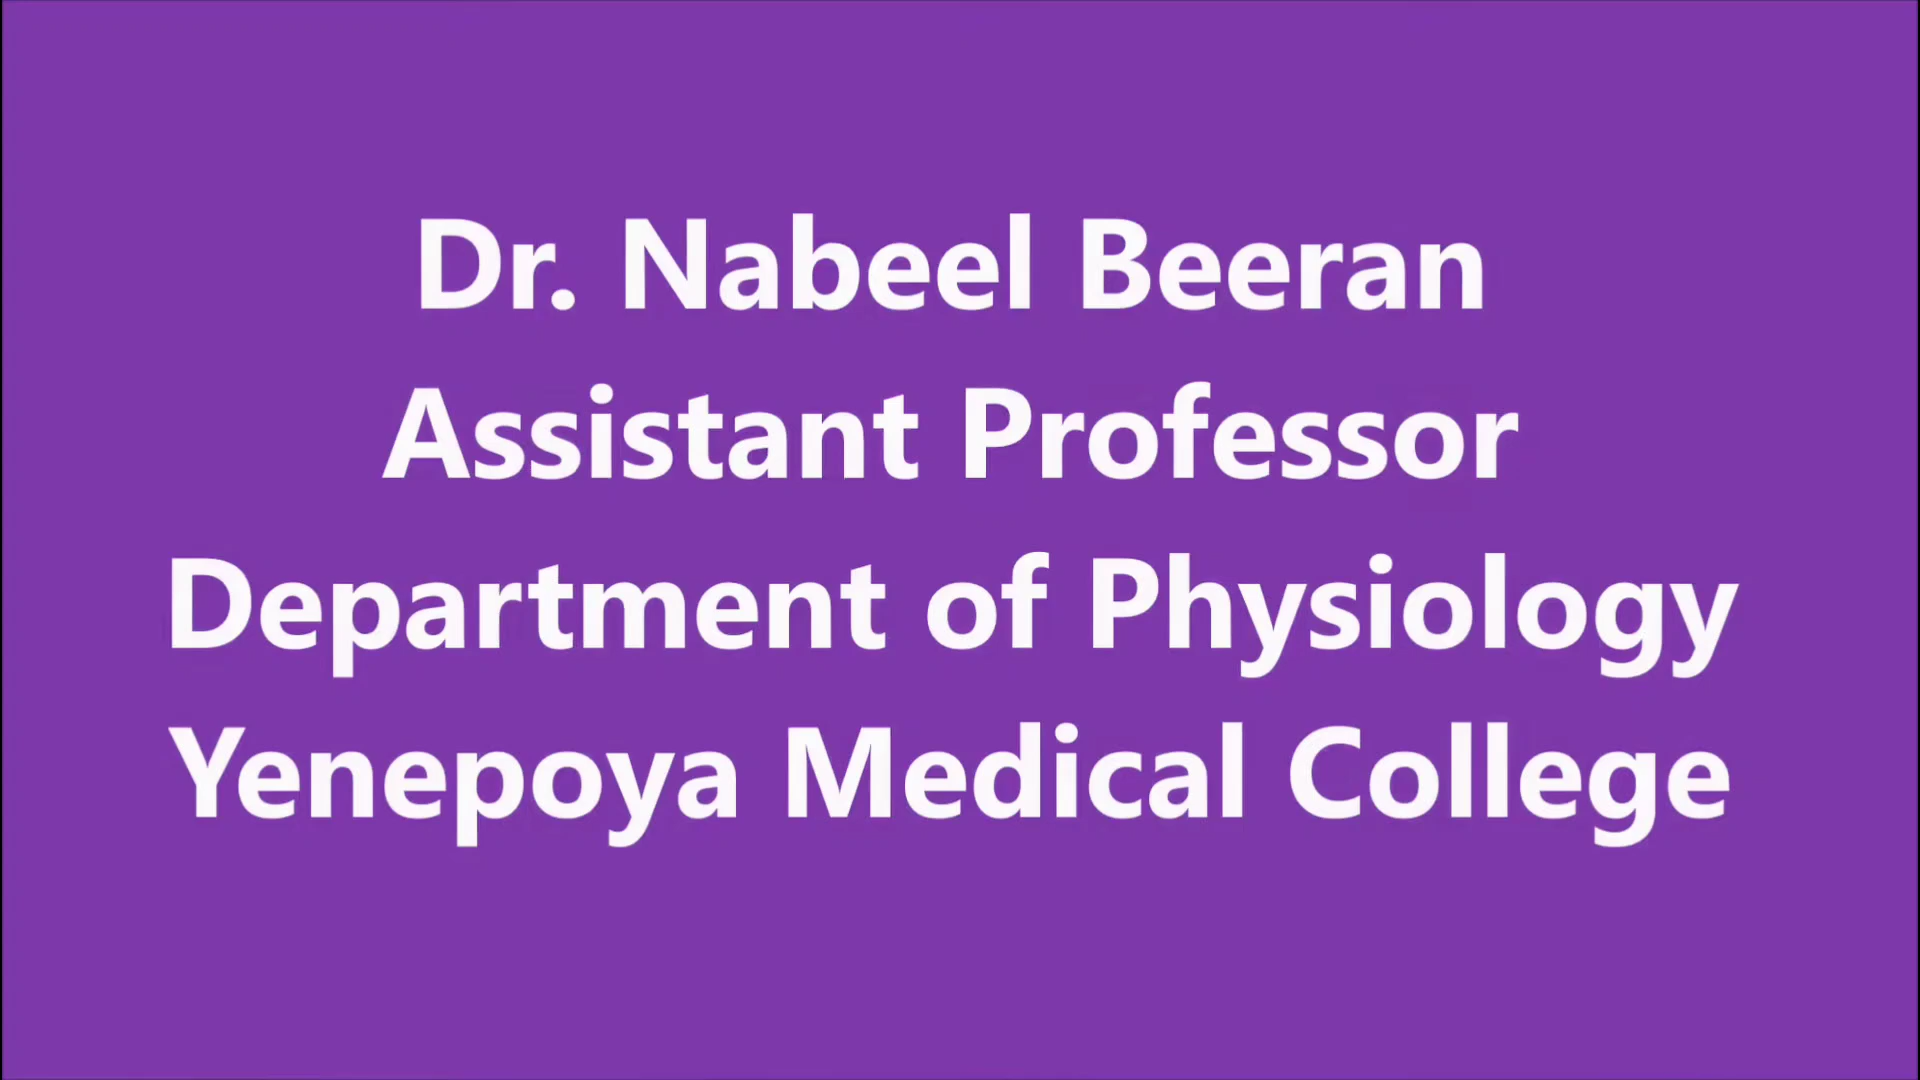 Dr. Nabeel Beeran
Assistant Professor
Department of Physiology
Yenepoya Medical College